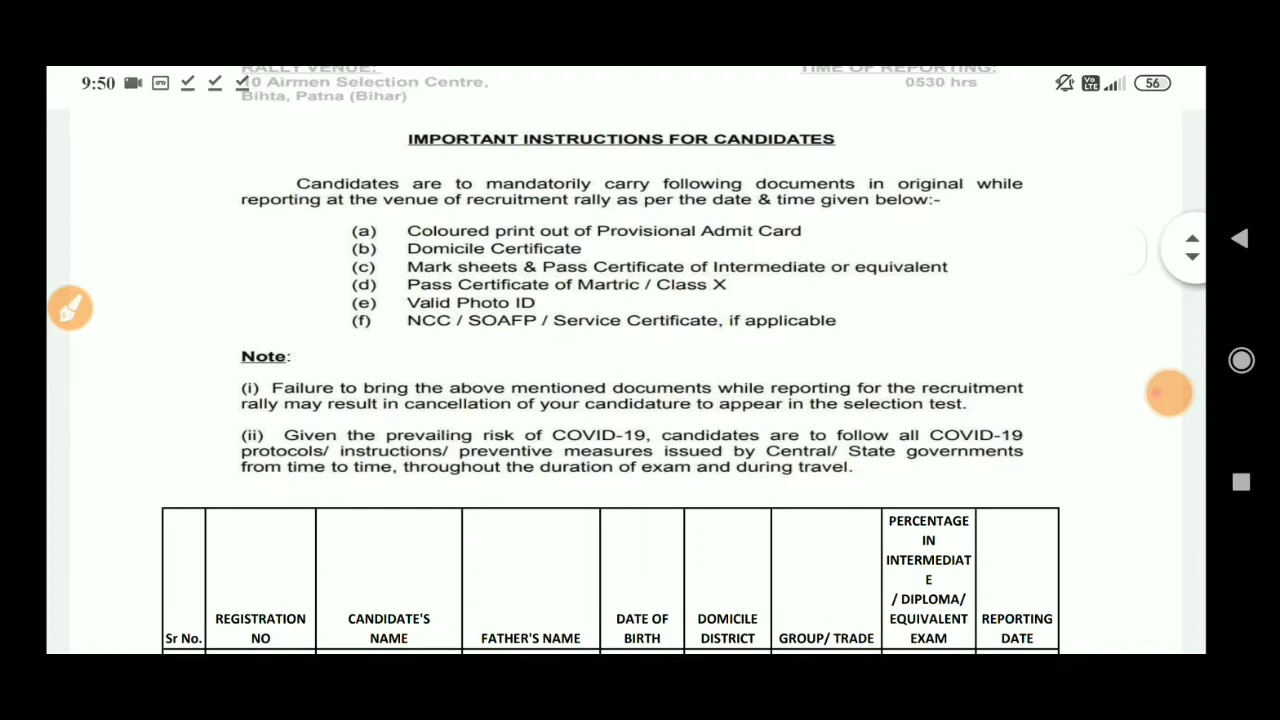 RALLY VENUE: TIME OF REPORTING:
9:50 10 Airmen Selection Centre, 0530 hrs Vo LTE 56
Bihta, Patna (Bihar)
IMPORTANT INSTRUCTIONS FOR CANDIDATES
Candidates are to mandatorily carry following documents in original while
reporting at the venue of recruitment rally as per the date & time given below:-
(a) Coloured print out of Provisional Admit Card
(b) Domicile Certificate
(c) Mark sheets & Pass Certificate of Intermediate or equivalent
(d) Pass Certificate of Martric / Class X
(e) Valid Photo ID
(f) NCC / SOAFP / Service Certificate, if applicable
Note:
(i) Failure to bring the above mentioned documents while reporting for the recruitment
rally may result in cancellation of your candidature to appear in the selection test.
(ii) Given the prevailing risk of COVID-19, candidates are to follow all COVID-19
protocols/ instructions/ preventive measures issued by Central/ State governments
from time to time, throughout the duration of exam and during travel.
Sr No.
REGISTRATION
NO
CANDIDATE'S
NAME
FATHER'S NAME
DATE OF
BIRTH
DOMICILE
DISTRICT
GROUP/ TRADE
PERCENTAGE
IN
INTERMEDIAT
E
/ DIPLOMA/
EQUIVALENT
EXAM
REPORTING
DATE